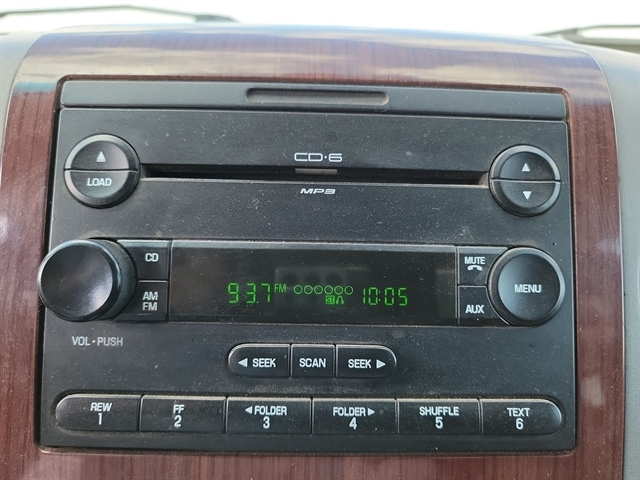 CD·6
LOAD
MP3
CD
AM
FM
93.7 FM 10:05
MUTE
AUX
MENU
VOL·PUSH
◄ SEEK
SCAN
SEEK ►
REW
1
FF
2
◄ FOLDER
3
FOLDER ►
4
SHUFFLE
5
TEXT
6